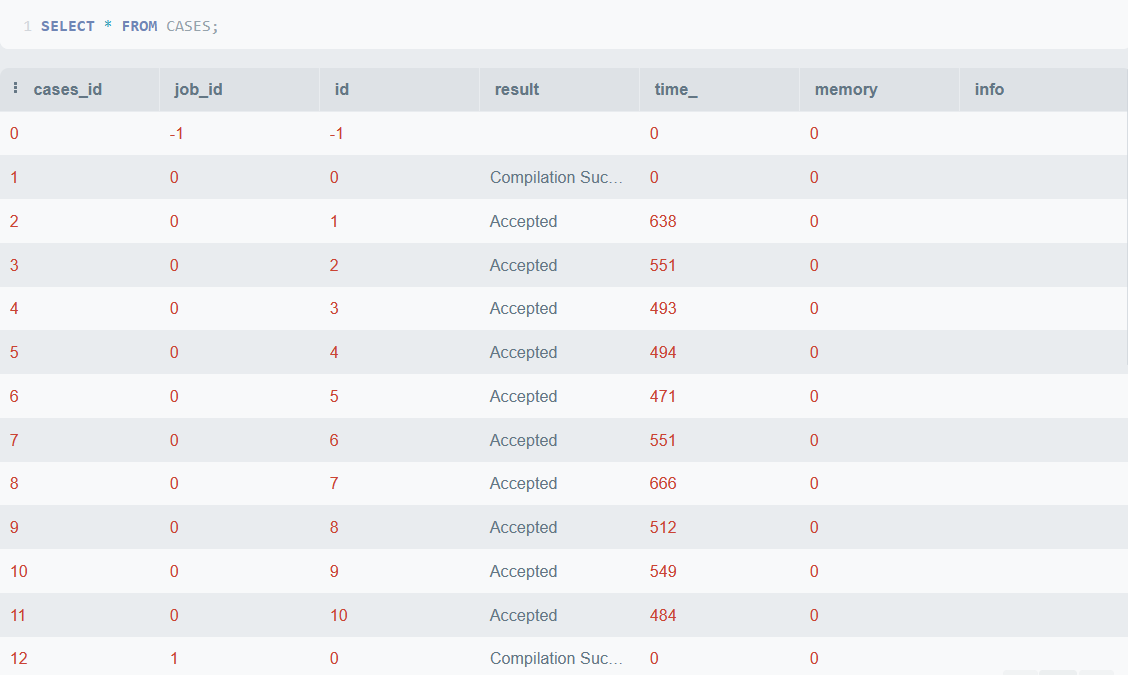 1 SELECT * FROM CASES;
⋮ cases_id job_id id result time_ memory info
0 -1 -1 0 0
1 0 0 Compilation Suc... 0 0
2 0 1 Accepted 638 0
3 0 2 Accepted 551 0
4 0 3 Accepted 493 0
5 0 4 Accepted 494 0
6 0 5 Accepted 471 0
7 0 6 Accepted 551 0
8 0 7 Accepted 666 0
9 0 8 Accepted 512 0
10 0 9 Accepted 549 0
11 0 10 Accepted 484 0
12 1 0 Compilation Suc... 0 0